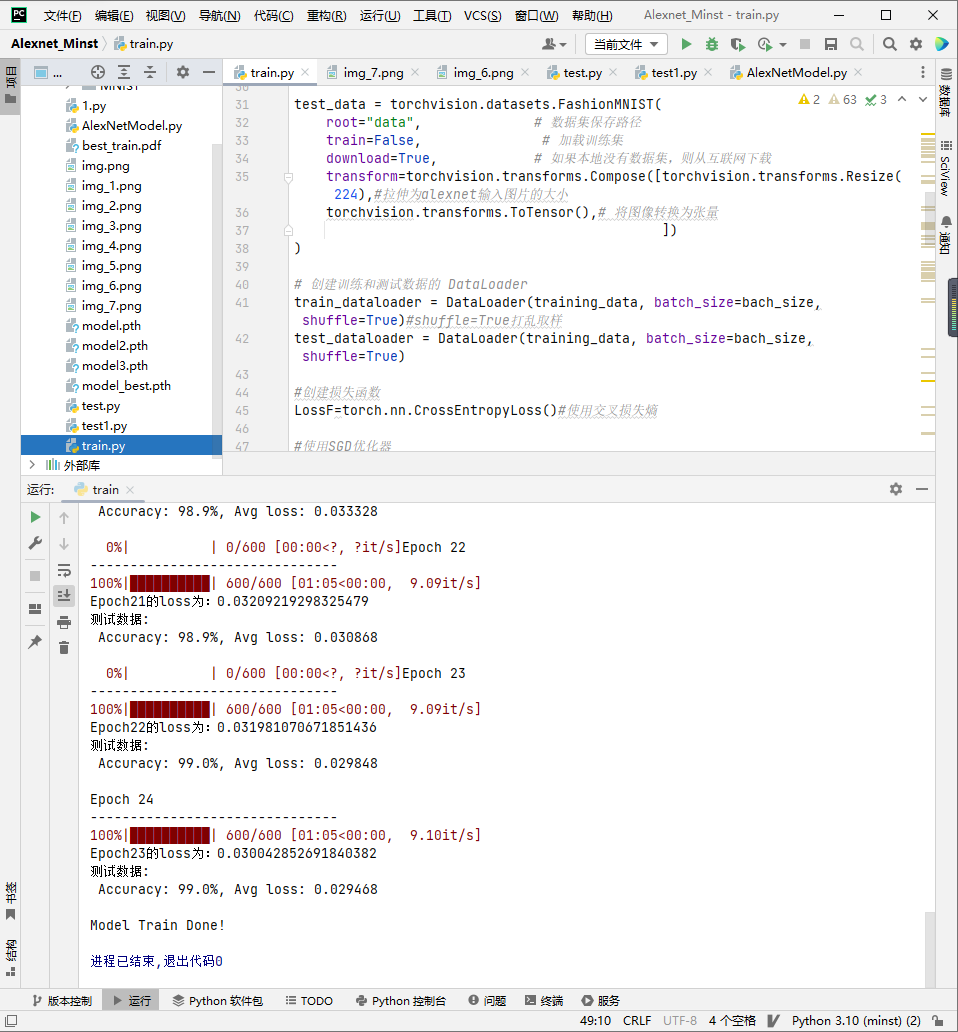 PC 文件(F) 编辑(E) 视图(V) 导航(N) 代码(C) 重构(R) 运行(U) 工具(T) VCS(S) 窗口(W) 帮助(H) Alexnet_Minst - train.py
Alexnet_Minst train.py
当前文件
项目
...
train.py img_7.png img_6.png test.py test1.py AlexNetModel.py
MNIST
1.py
AlexNetModel.py
best_train.pdf
img.png
img_1.png
img_2.png
img_3.png
img_4.png
img_5.png
img_6.png
img_7.png
model.pth
model2.pth
model3.pth
model_best.pth
test.py
test1.py
train.py
外部库
2 63 3
30
31 test_data = torchvision.datasets.FashionMNIST(
32 root="data", # 数据集保存路径
33 train=False, # 加载训练集
34 download=True, # 如果本地没有数据集，则从互联网下载
35 transform=torchvision.transforms.Compose([torchvision.transforms.Resize(
224),#拉伸为alexnet输入图片的大小
36 torchvision.transforms.ToTensor(),# 将图像转换为张量
37 ])
38 )
39
40 # 创建训练和测试数据的 DataLoader
41 train_dataloader = DataLoader(training_data, batch_size=bach_size,
shuffle=True)#shuffle=True打乱取样
42 test_dataloader = DataLoader(training_data, batch_size=bach_size,
shuffle=True)
43
44 #创建损失函数
45 LossF=torch.nn.CrossEntropyLoss()#使用交叉损失熵
46
47 #使用SGD优化器
数据库
SciView
通知
运行: train
Accuracy: 98.9%, Avg loss: 0.033328
0%| | 0/600 [00:00<?, ?it/s]Epoch 22
-------------------------------
100%|██████████| 600/600 [01:05<00:00, 9.09it/s]
Epoch21的loss为: 0.03209219298325479
测试数据:
Accuracy: 98.9%, Avg loss: 0.030868
0%| | 0/600 [00:00<?, ?it/s]Epoch 23
-------------------------------
100%|██████████| 600/600 [01:05<00:00, 9.09it/s]
Epoch22的loss为: 0.031981070671851436
测试数据:
Accuracy: 99.0%, Avg loss: 0.029848
Epoch 24
-------------------------------
100%|██████████| 600/600 [01:05<00:00, 9.10it/s]
Epoch23的loss为: 0.030042852691840382
测试数据:
Accuracy: 99.0%, Avg loss: 0.029468
Model Train Done!
进程已结束,退出代码0
书签
结构
版本控制 运行 Python 软件包 TODO Python 控制台 问题 终端 服务
49:10 CRLF UTF-8 4 个空格 Python 3.10 (minst) (2)